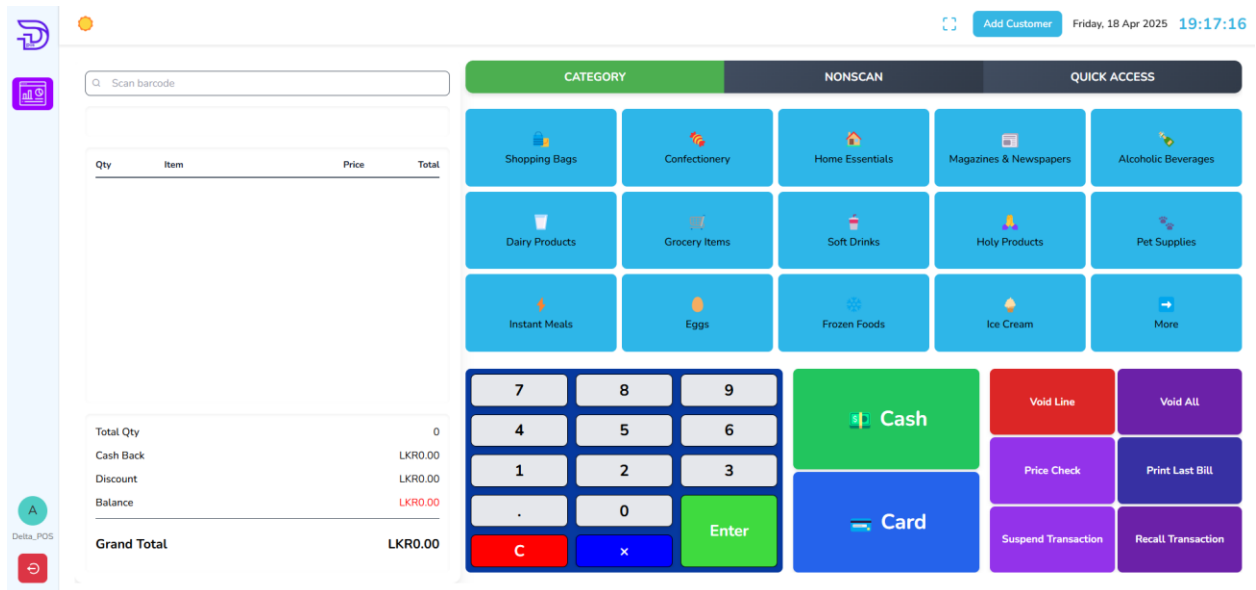 Add Customer Friday, 18 Apr 2025 19:17:16
Scan barcode
Qty Item Price Total
Total Qty 0
Cash Back LKR0.00
Discount LKR0.00
Balance LKR0.00
Grand Total LKR0.00
A
Delta_POS
CATEGORY NONSCAN QUICK ACCESS
Shopping Bags Confectionery Home Essentials Magazines & Newspapers Alcoholic Beverages
Dairy Products Grocery Items Soft Drinks Holy Products Pet Supplies
Instant Meals Eggs Frozen Foods Ice Cream More
7 8 9
4 5 6
1 2 3
. 0 Enter
C ×
Cash
Card
Void Line Void All
Price Check Print Last Bill
Suspend Transaction Recall Transaction